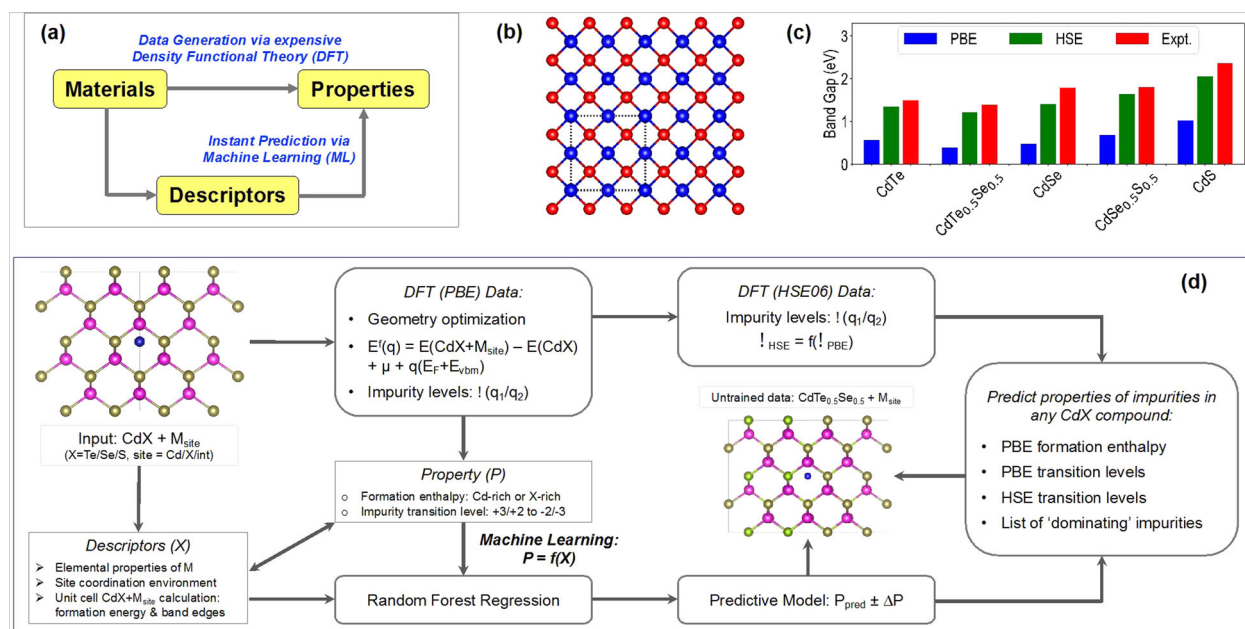 (a)
Data Generation via expensive
Density Functional Theory (DFT)
Materials
Properties
Instant Prediction via
Machine Learning (ML)
Descriptors
(b)
(c)
PBE
HSE
Expt.
Band Gap (eV)
3
2
1
0
CdTe
CdTe0.5Se0.5
CdSe
CdSe0.5S0.5
CdS
(d)
Input: CdX + Msite
(X=Te/Se/S, site = Cd/X/int)
Descriptors (X)
➢ Elemental properties of M
➢ Site coordination environment
➢ Unit cell CdX+Msite calculation:
formation energy & band edges
DFT (PBE) Data:
• Geometry optimization
• Ef(q) = E(CdX+Msite) – E(CdX)
+ µ + q(EF+Evbm)
• Impurity levels: ! (q1/q2)
Property (P)
o Formation enthalpy: Cd-rich or X-rich
o Impurity transition level: +3/+2 to -2/-3
Machine Learning:
P = f(X)
Random Forest Regression
DFT (HSE06) Data:
Impurity levels: ! (q1/q2)
! HSE = f(! PBE)
Untrained data: CdTe0.5Se0.5 + Msite
Predictive Model: Ppred ± ΔP
Predict properties of impurities in
any CdX compound:
• PBE formation enthalpy
• PBE transition levels
• HSE transition levels
• List of ‘dominating’ impurities